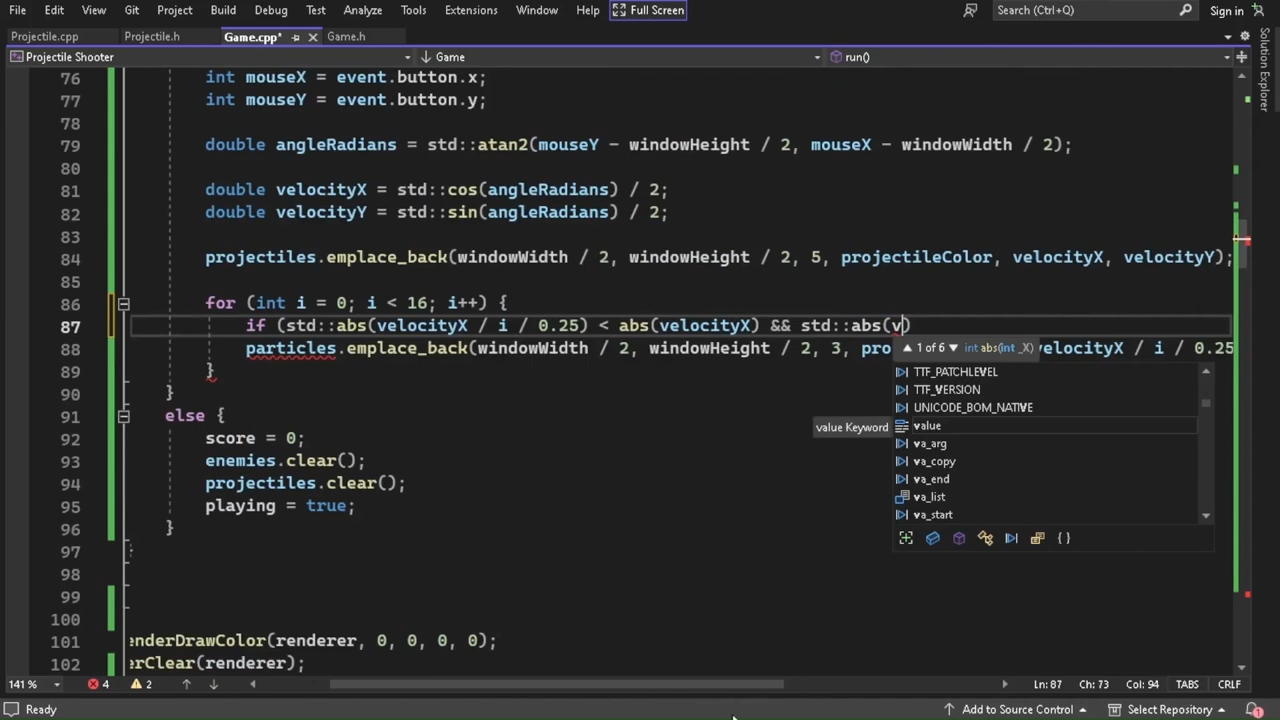 File Edit View Git Project Build Debug Test Analyze Tools Extensions Window Help Full Screen Search (Ctrl+Q) Sign in
Projectile.cpp Projectile.h Game.cpp* Game.h
Projectile Shooter Game run()
76 int mouseX = event.button.x;
77 int mouseY = event.button.y;
78
79 double angleRadians = std::atan2(mouseY - windowHeight / 2, mouseX - windowWidth / 2);
80
81 double velocityX = std::cos(angleRadians) / 2;
82 double velocityY = std::sin(angleRadians) / 2;
83
84 projectiles.emplace_back(windowWidth / 2, windowHeight / 2, 5, projectileColor, velocityX, velocityY);
85
86 for (int i = 0; i < 16; i++) {
87 if (std::abs(velocityX / i / 0.25) < abs(velocityX) && std::abs(v)
88 particles.emplace_back(windowWidth / 2, windowHeight / 2, 3, pro velocityX / i / 0.25
1 of 6 int abs(int _X)
89 }
TTF_PATCHLEVEL
90 }
TTF_VERSION
UNICODE_BOM_NATIVE
91 else {
value Keyword value
92 score = 0;
va_arg
93 enemies.clear();
va_copy
94 projectiles.clear();
va_end
va_list
95 playing = true;
va_start
96 }
97 }
98
99
100
101 enderDrawColor(renderer, 0, 0, 0, 0);
102 erClear(renderer);
141 % 4 2 Ln: 87 Ch: 73 Col: 94 TABS CRLF
Ready Add to Source Control Select Repository 1
Solution Explorer